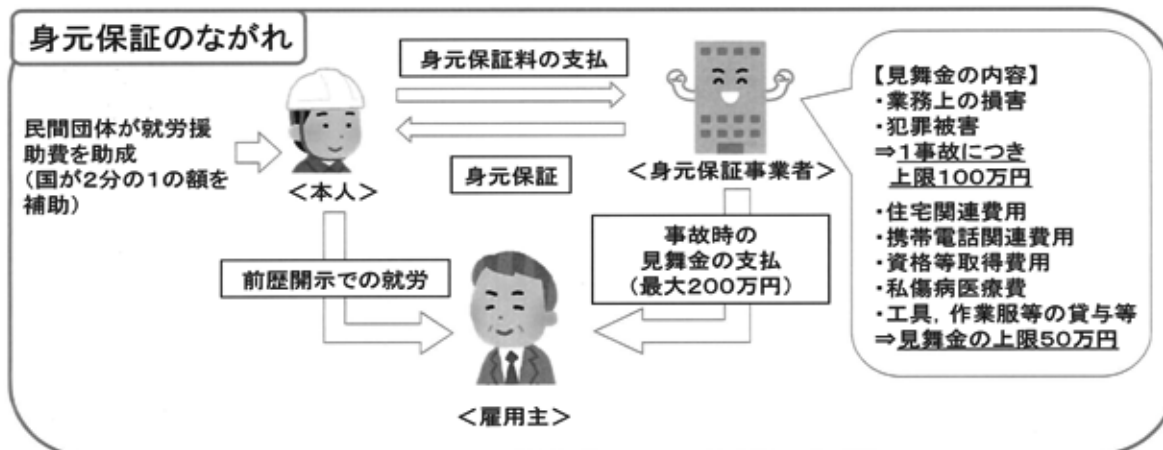 身元保証のながれ
民間団体が就労援
助費を助成
(国が2分の1の額を
補助)
<本人>
身元保証料の支払
身元保証
<身元保証事業者>
前歴開示での就労
事故時の
見舞金の支払
(最大200万円)
<雇用主>
【見舞金の内容】
・業務上の損害
・犯罪被害
⇒1事故につき
上限100万円
・住宅関連費用
・携帯電話関連費用
・資格等取得費用
・私傷病医療費
・工具,作業服等の貸与等
⇒見舞金の上限50万円